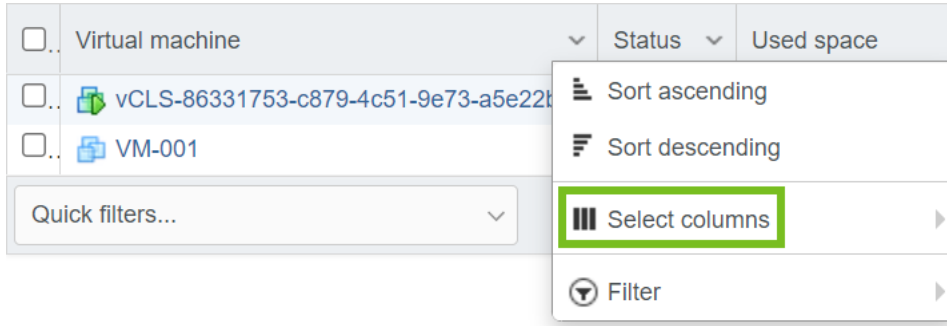 Virtual machine Status Used space
vCLS-86331753-c879-4c51-9e73-a5e22b
Sort ascending
VM-001
Sort descending
Quick filters...
Select columns
Filter